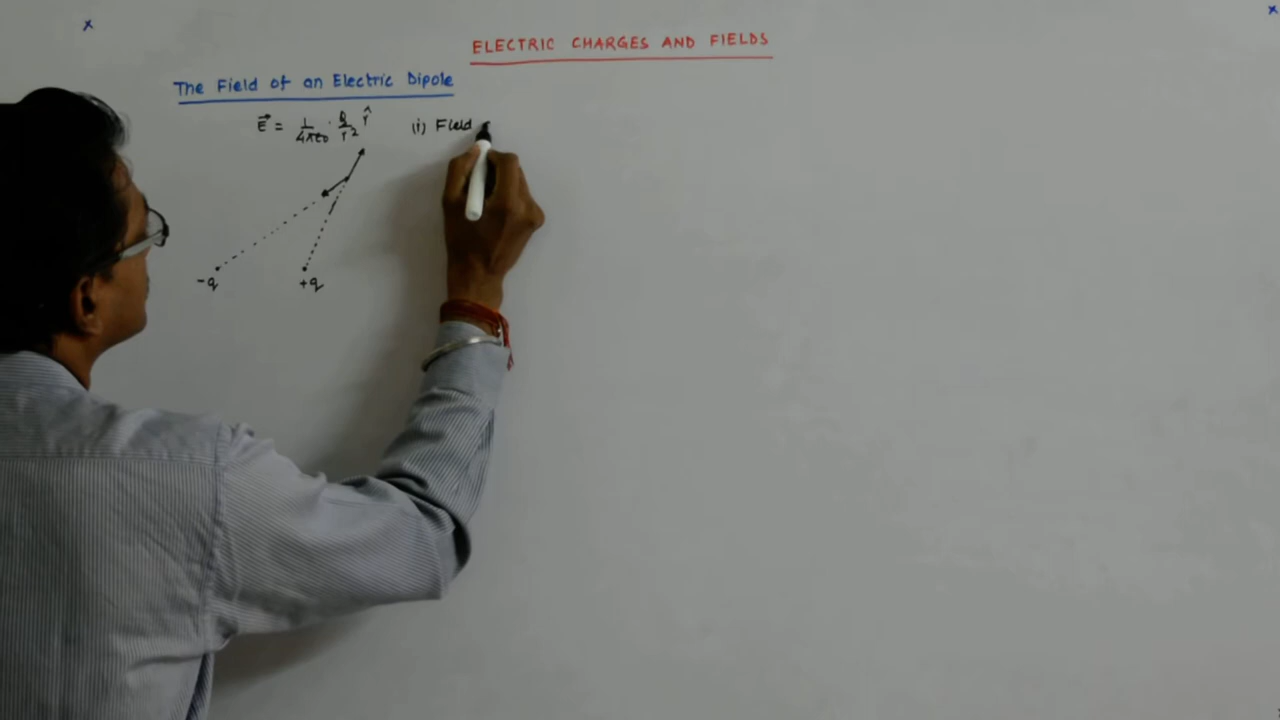 x
x
ELECTRIC CHARGES AND FIELDS
The Field of an Electric Dipole
E⃗ = 1/4πε0 · Q/r² r̂
(i) Field
-q
+q